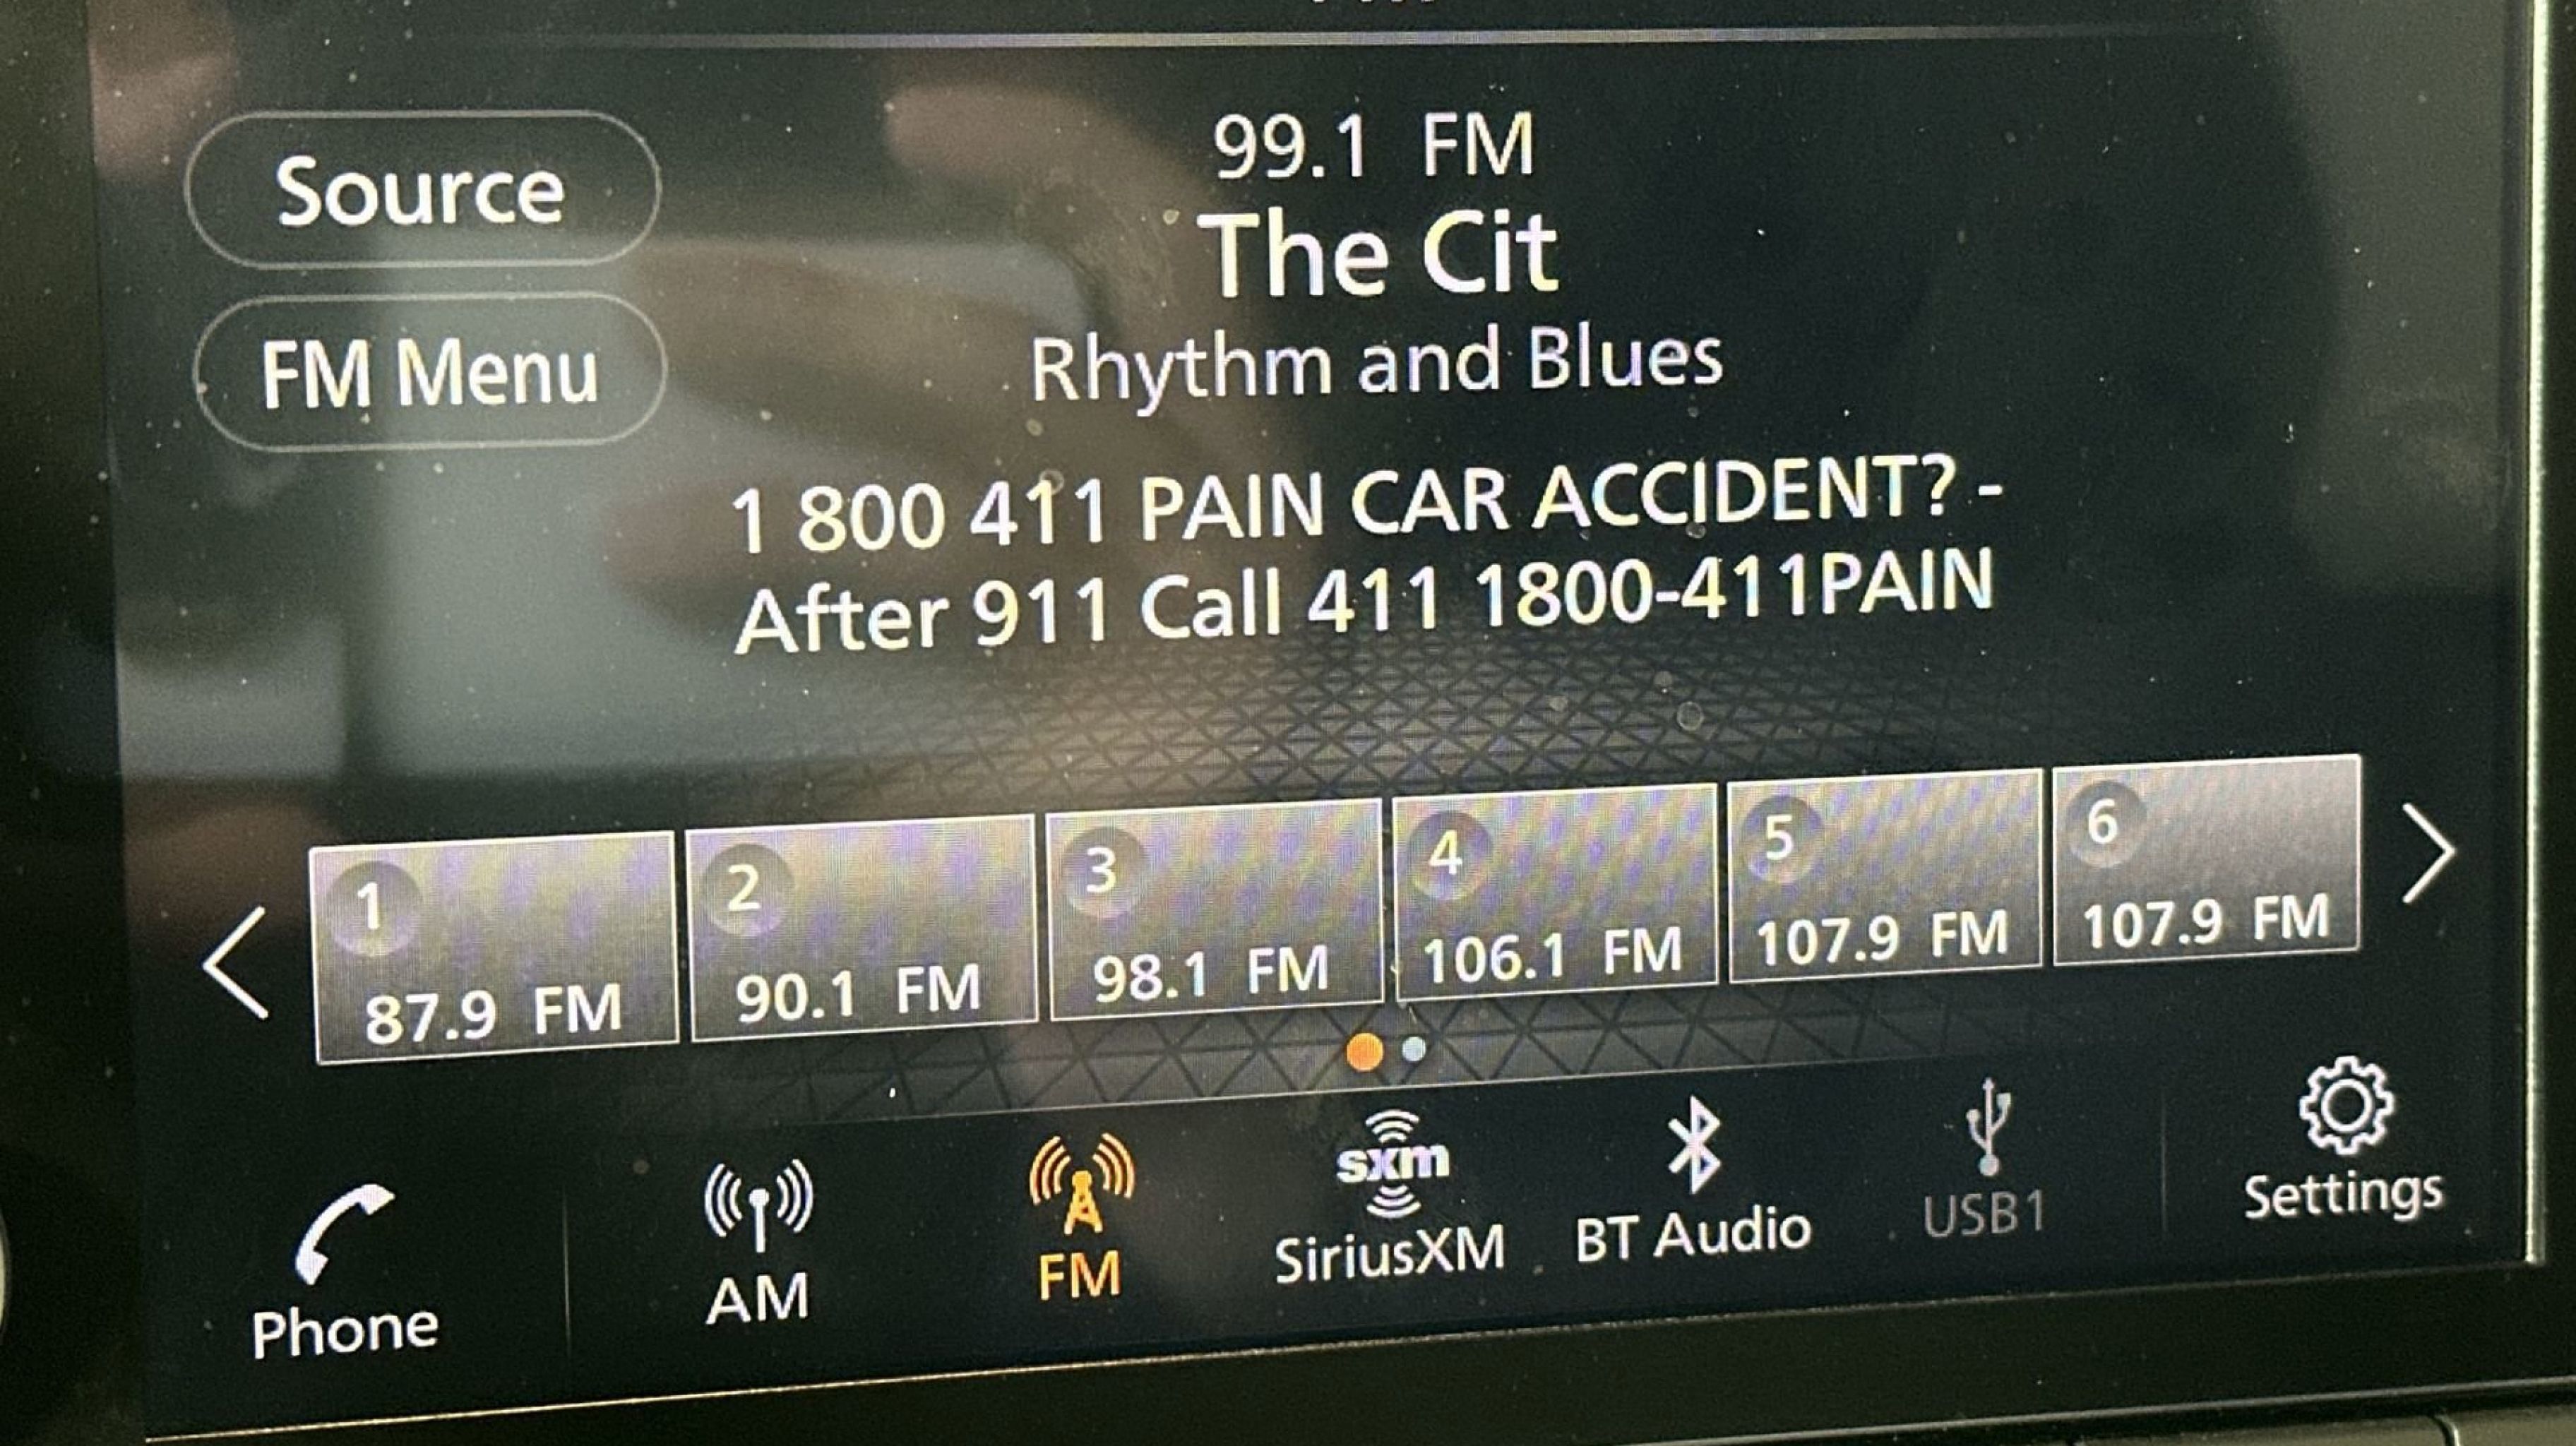 Source
FM Menu
99.1 FM
The Cit
Rhythm and Blues
1 800 411 PAIN CAR ACCIDENT? -
After 911 Call 411 1800-411PAIN
1
87.9 FM
2
90.1 FM
3
98.1 FM
4
106.1 FM
5
107.9 FM
6
107.9 FM
Phone
AM
FM
sxm
SiriusXM
BT Audio
USB1
Settings